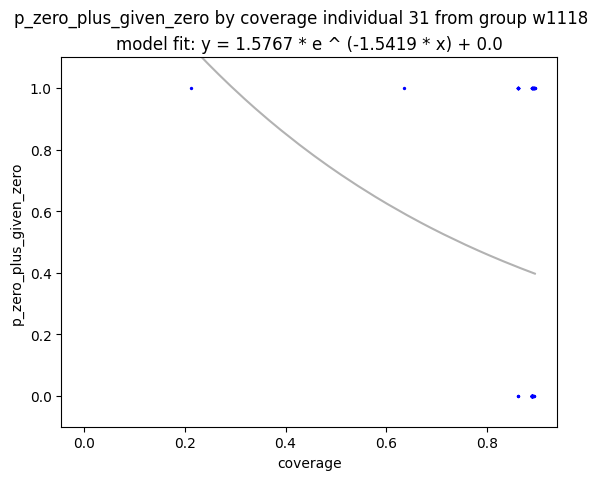 p_zero_plus_given_zero by coverage individual 31 from group w1118
model fit: y = 1.5767 * e ^ (-1.5419 * x) + 0.0
1.0
0.8
0.6
0.4
0.2
0.0
p_zero_plus_given_zero
0.0 0.2 0.4 0.6 0.8
coverage